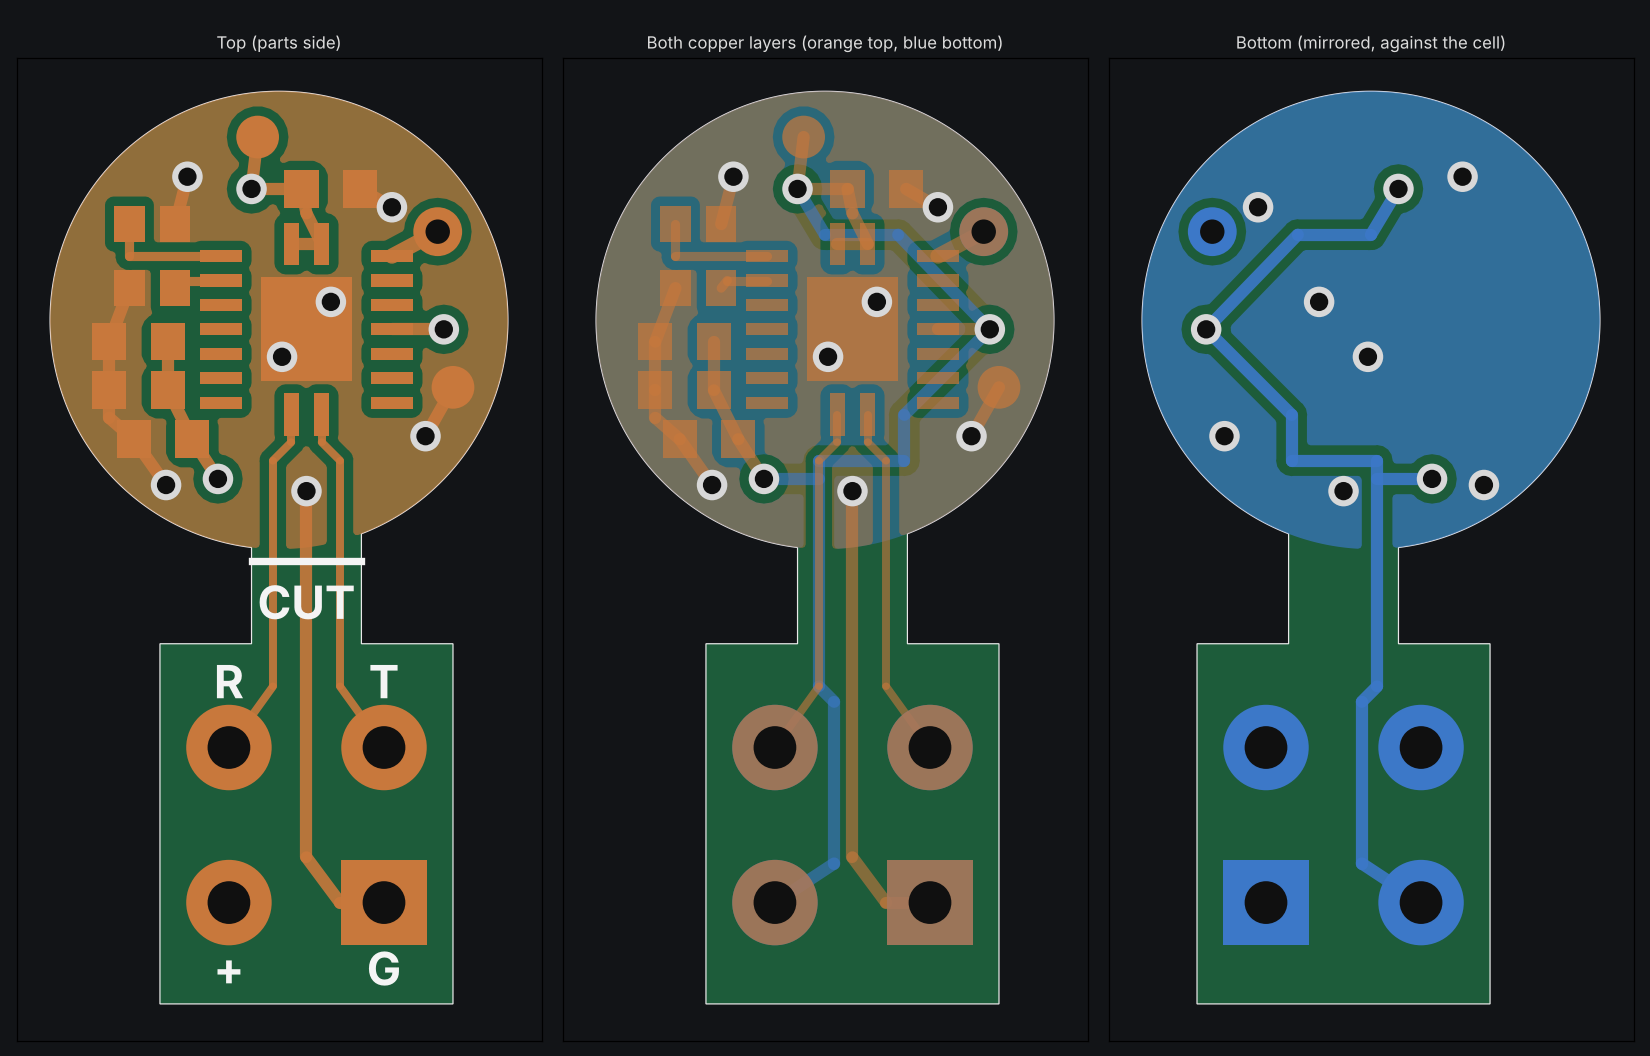 Top (parts side)
Both copper layers (orange top, blue bottom)
Bottom (mirrored, against the cell)
CUT
R T
+ G